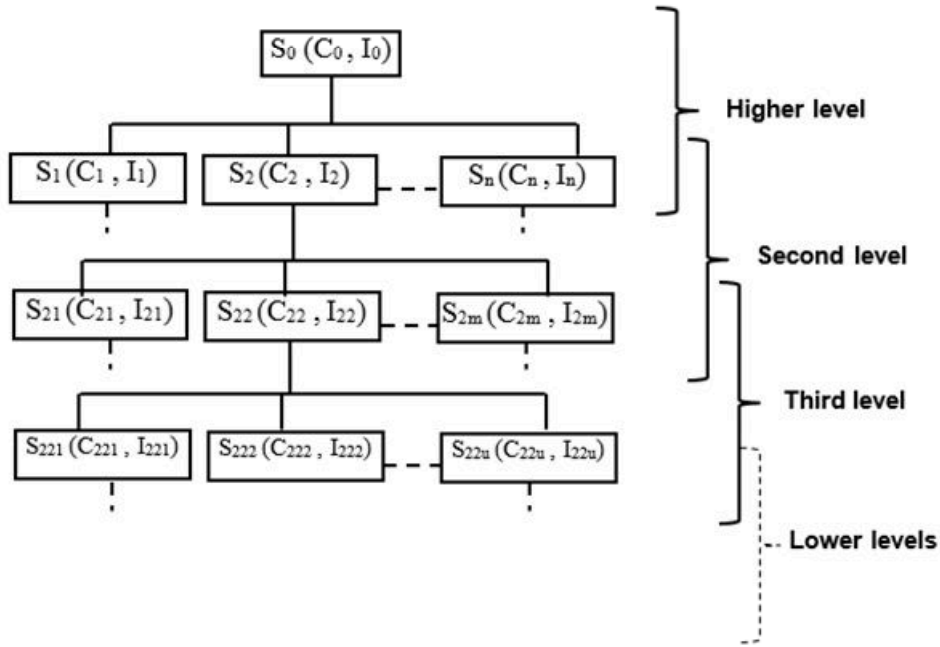 S₀ (C₀ , I₀)
Higher level
S₁ (C₁ , I₁) S₂ (C₂ , I₂) Sₙ (Cₙ , Iₙ)
Second level
S₂₁ (C₂₁ , I₂₁) S₂₂ (C₂₂ , I₂₂) S₂ₘ (C₂ₘ , I₂ₘ)
Third level
S₂₂₁ (C₂₂₁ , I₂₂₁) S₂₂₂ (C₂₂₂ , I₂₂₂) S₂₂ᵤ (C₂₂ᵤ , I₂₂ᵤ)
Lower levels